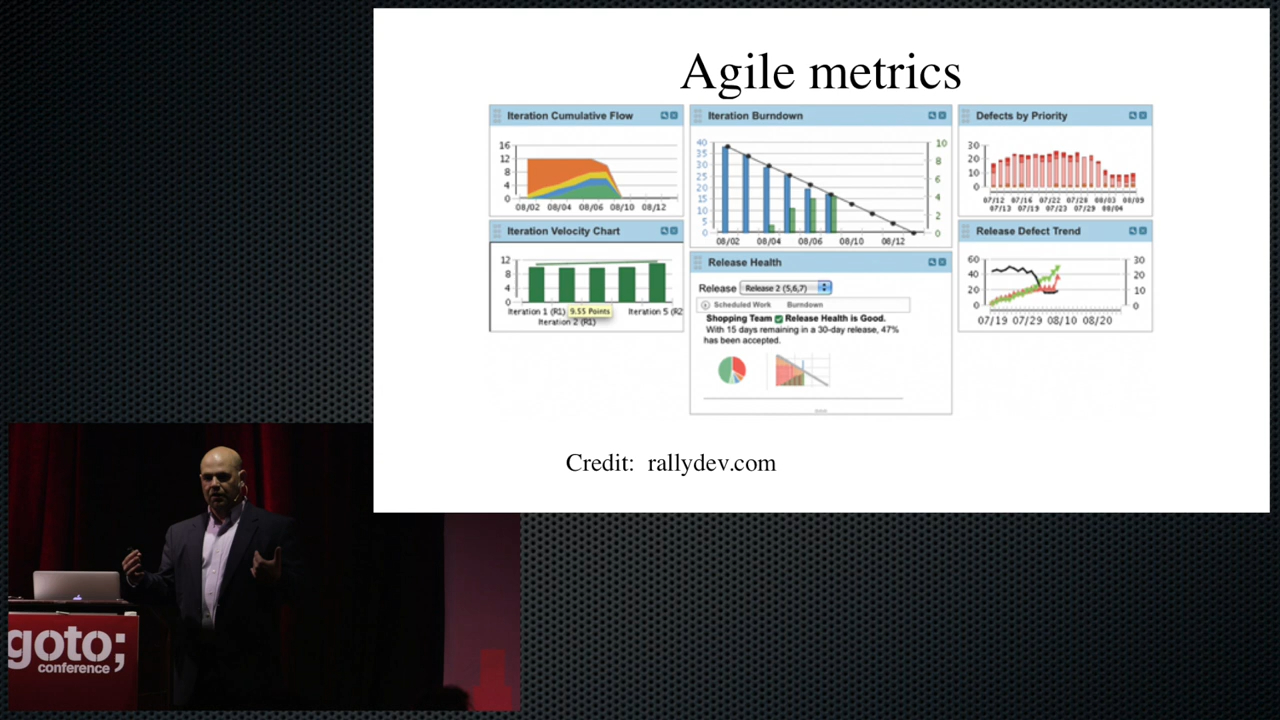 Agile metrics
Iteration Cumulative Flow
16
12
8
4
0
08/02 08/04 08/06 08/10 08/12
Iteration Burndown
40
35
30
25
20
15
10
5
0
10
8
6
4
2
0
08/02 08/04 08/06 08/10 08/12
Defects by Priority
30
20
10
0
07/12 07/16 07/22 07/28 08/03 08/09
07/13 07/19 07/23 07/29 08/04
Iteration Velocity Chart
12
8
4
0
Iteration 1 (R1) 9.55 Points Iteration 5 (R2
Iteration 2 (R1)
Release Health
Release Release 2 (5,6,7)
Scheduled Work Burndown
Shopping Team Release Health is Good.
With 15 days remaining in a 30-day release, 47%
has been accepted.
Release Defect Trend
60
40
20
0
30
20
10
0
07/19 07/29 08/10 08/20
Credit: rallydev.com
goto;
conference